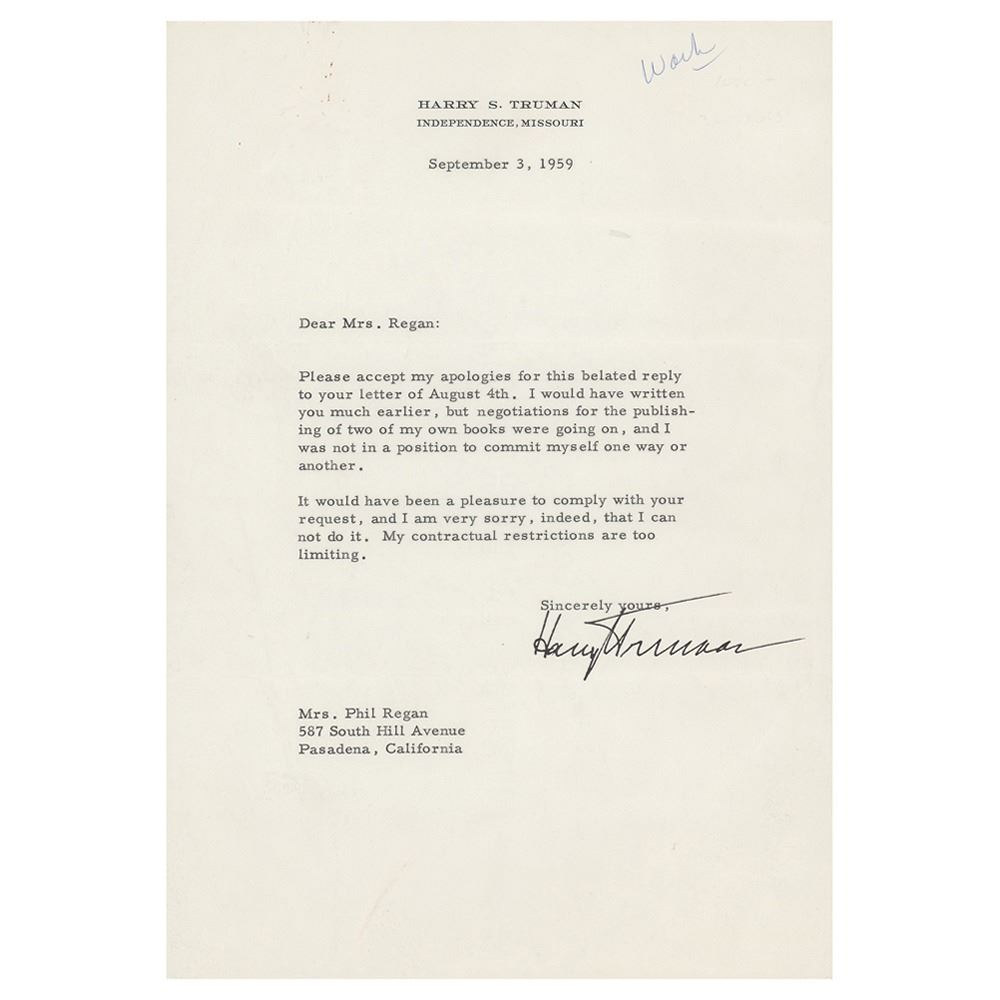 Work
HARRY S. TRUMAN
INDEPENDENCE, MISSOURI
September 3, 1959
Dear Mrs. Regan:
Please accept my apologies for this belated reply
to your letter of August 4th. I would have written
you much earlier, but negotiations for the publish-
ing of two of my own books were going on, and I
was not in a position to commit myself one way or
another.
It would have been a pleasure to comply with your
request, and I am very sorry, indeed, that I can
not do it. My contractual restrictions are too
limiting.
Sincerely yours,
Harry Truman
Mrs. Phil Regan
587 South Hill Avenue
Pasadena, California